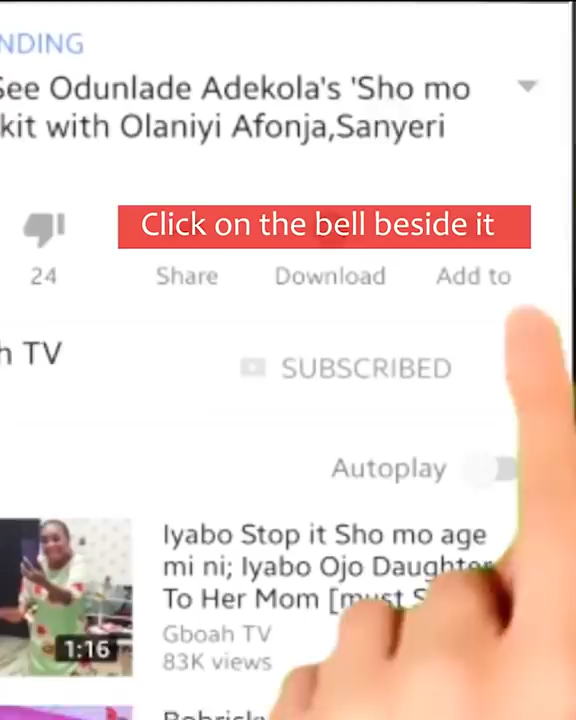 NDING
See Odunlade Adekola's 'Sho mo
kit with Olaniyi Afonja,Sanyeri
Click on the bell beside it
24
Share
Download
Add to
h TV
SUBSCRIBED
Autoplay
Iyabo Stop it Sho mo age
mi ni; Iyabo Ojo Daughter
To Her Mom [must S
Gboah TV
83K views
1:16
Bobrisky